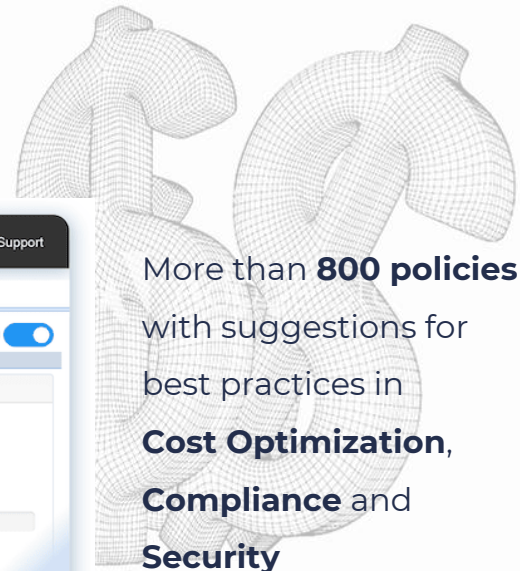 Support
More than 800 policies
with suggestions for
best practices in
Cost Optimization,
Compliance and
Security